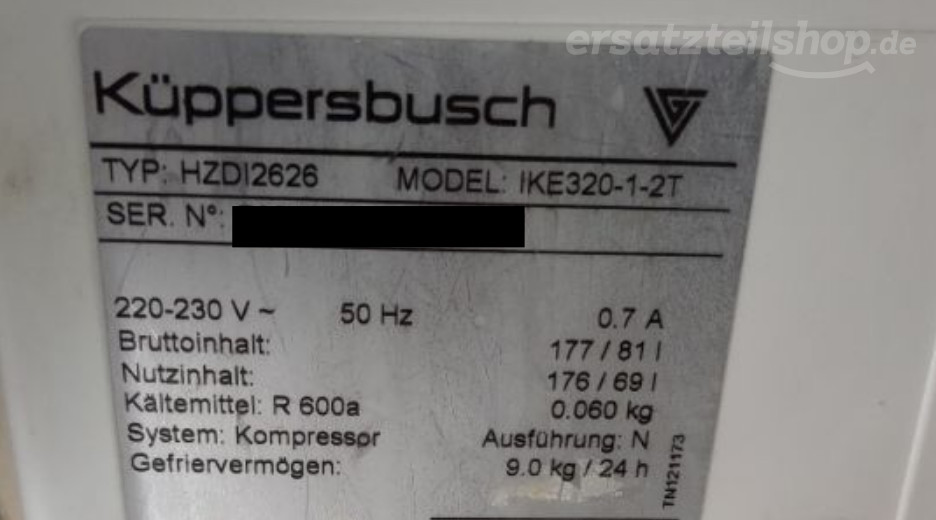 ersatzteilshop.de
Küppersbusch
TYP: HZDI2626 MODEL: IKE320-1-2T
SER. N°:
220-230 V ~ 50 Hz 0.7 A
Bruttoinhalt: 177 / 81 l
Nutzinhalt: 176 / 69 l
Kältemittel: R 600a 0.060 kg
System: Kompressor Ausführung: N
Gefriervermögen: 9.0 kg / 24 h
TN121173